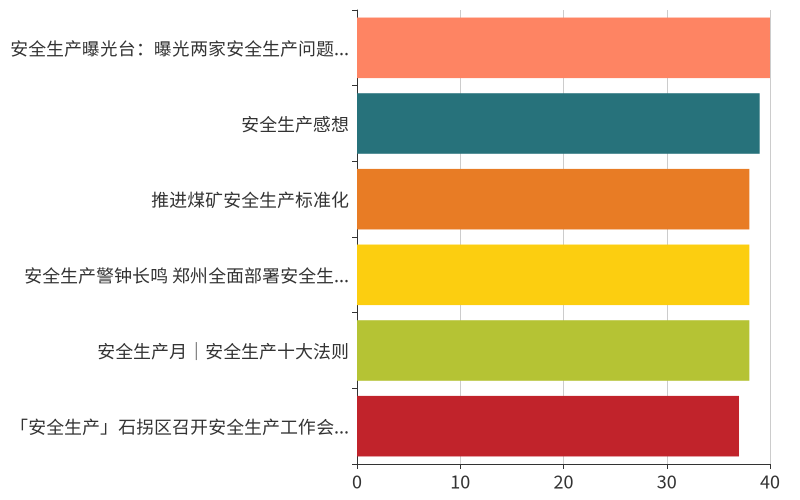 安全生产曝光台：曝光两家安全生产问题...
安全生产感想
推进煤矿安全生产标准化
安全生产警钟长鸣 郑州全面部署安全生...
安全生产月｜安全生产十大法则
「安全生产」石拐区召开安全生产工作会...
0 10 20 30 40